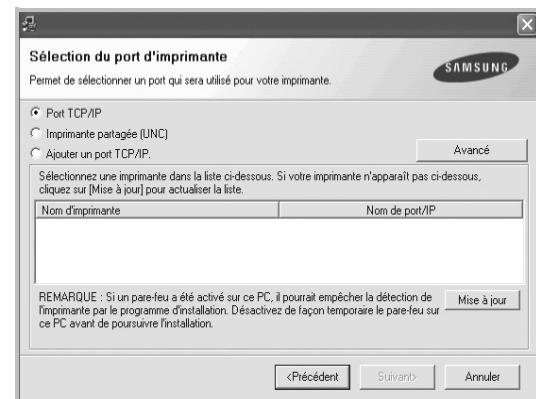 Sélection du port d'imprimante
Permet de sélectionner un port qui sera utilisé pour votre imprimante.
SAMSUNG
Port TCP/IP
Imprimante partagée (UNC)
Ajouter un port TCP/IP.
Avancé
Sélectionnez une imprimante dans la liste ci-dessous. Si votre imprimante n'apparaît pas ci-dessous,
cliquez sur [Mise à jour] pour actualiser la liste.
Nom d'imprimante
Nom de port/IP
REMARQUE : Si un pare-feu a été activé sur ce PC, il pourrait empêcher la détection de
l'imprimante par le programme d'installation. Désactivez de façon temporaire le pare-feu sur
ce PC avant de poursuivre l'installation.
Mise à jour
<Précédent
Suivant>
Annuler